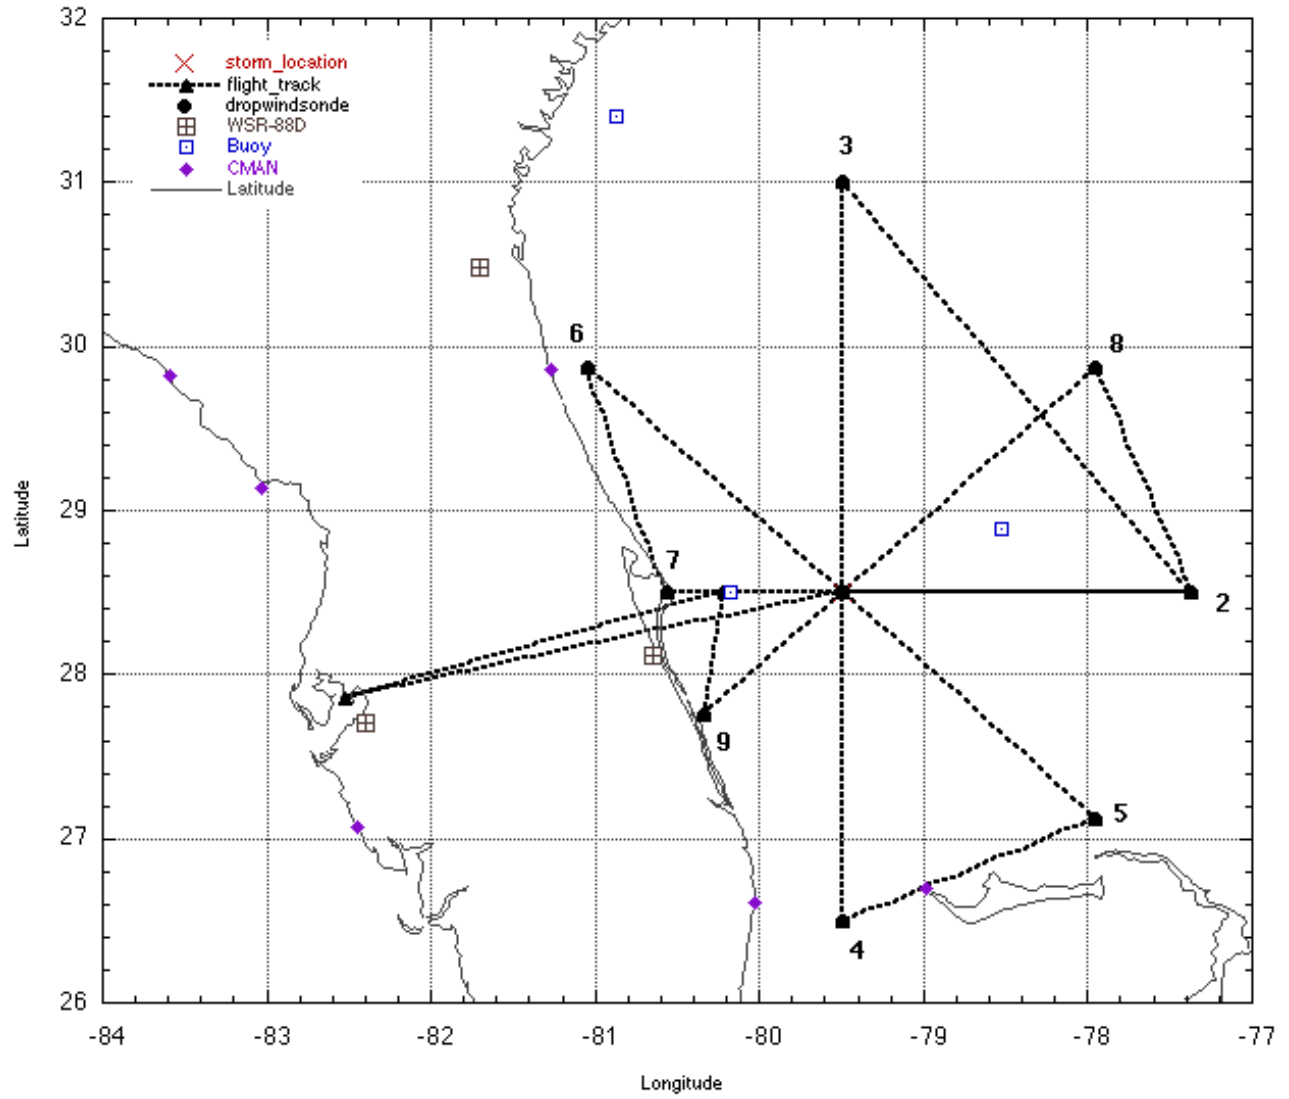 32
31
30
29
28
27
26
storm_location
flight_track
dropwindsonde
WSR-88D
Buoy
CMAN
Latitude
3
6
8
7
2
9
5
4
Latitude
-84 -83 -82 -81 -80 -79 -78 -77
Longitude